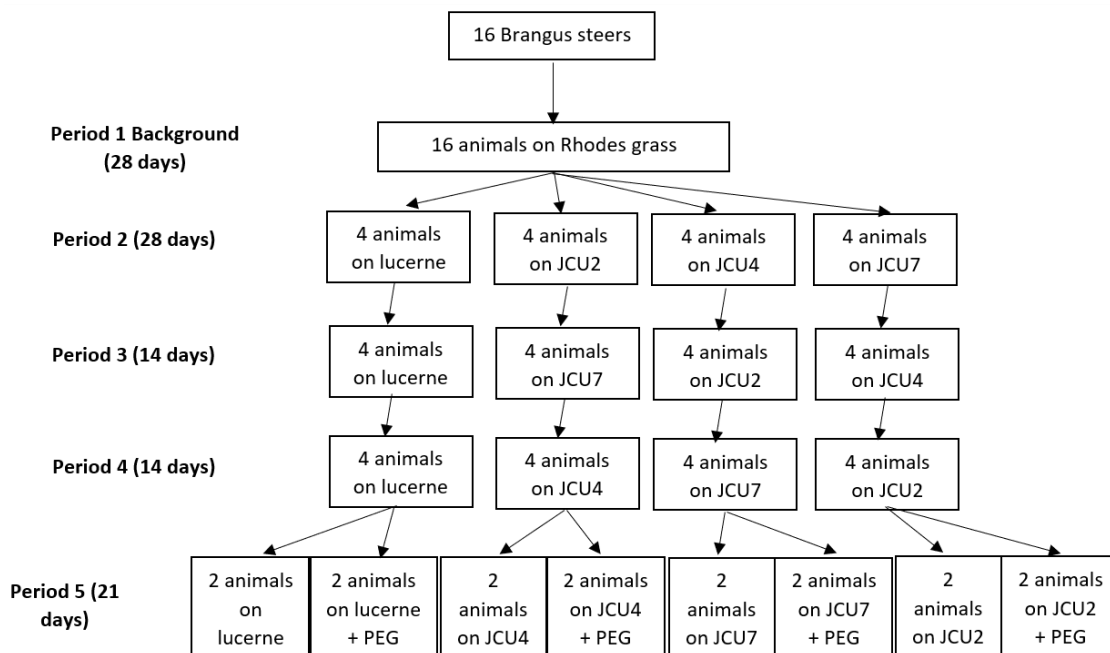 16 Brangus steers
Period 1 Background
(28 days)
16 animals on Rhodes grass
Period 2 (28 days)
4 animals
on lucerne
4 animals
on JCU2
4 animals
on JCU4
4 animals
on JCU7
Period 3 (14 days)
4 animals
on lucerne
4 animals
on JCU7
4 animals
on JCU2
4 animals
on JCU4
Period 4 (14 days)
4 animals
on lucerne
4 animals
on JCU4
4 animals
on JCU7
4 animals
on JCU2
Period 5 (21
days)
2 animals
on
lucerne
2 animals
on lucerne
+ PEG
2
animals
on JCU4
2 animals
on JCU4
+ PEG
2
animals
on JCU7
2 animals
on JCU7
+ PEG
2
animals
on JCU2
2 animals
on JCU2
+ PEG